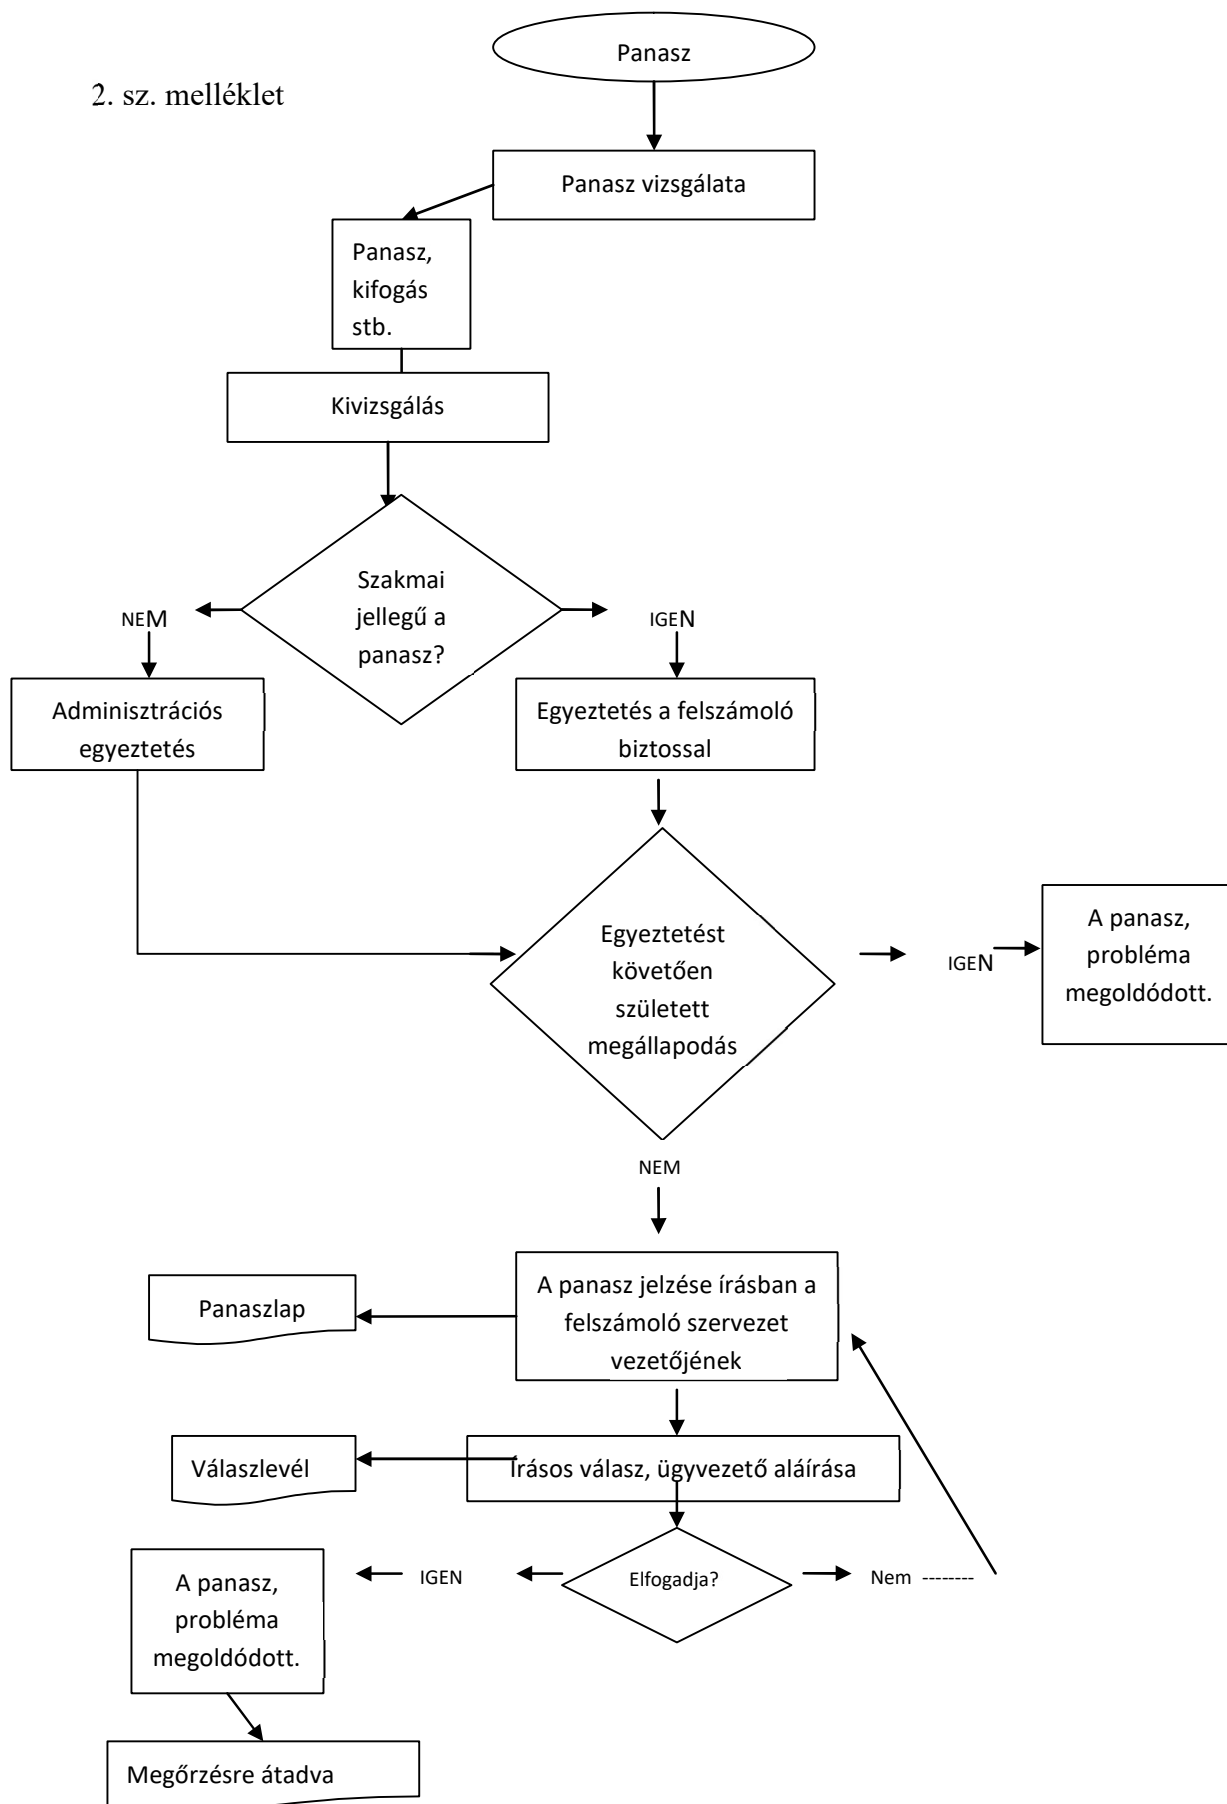 Panasz
2. sz. melléklet
Panasz vizsgálata
Panasz,
kifogás
stb.
Kivizsgálás
Szakmai
jellegű a
panasz?
NEM
IGEN
Adminisztrációs
egyeztetés
Egyeztetés a felszámoló
biztossal
Egyeztetést
követően
született
megállapodás
IGEN
A panasz,
probléma
megoldódott.
NEM
A panasz jelzése írásban a
felszámoló szervezet
vezetőjének
Panaszlap
Válaszlevél
Írásos válasz, ügyvezető aláírása
IGEN
Elfogadja?
Nem --------
A panasz,
probléma
megoldódott.
Megőrzésre átadva